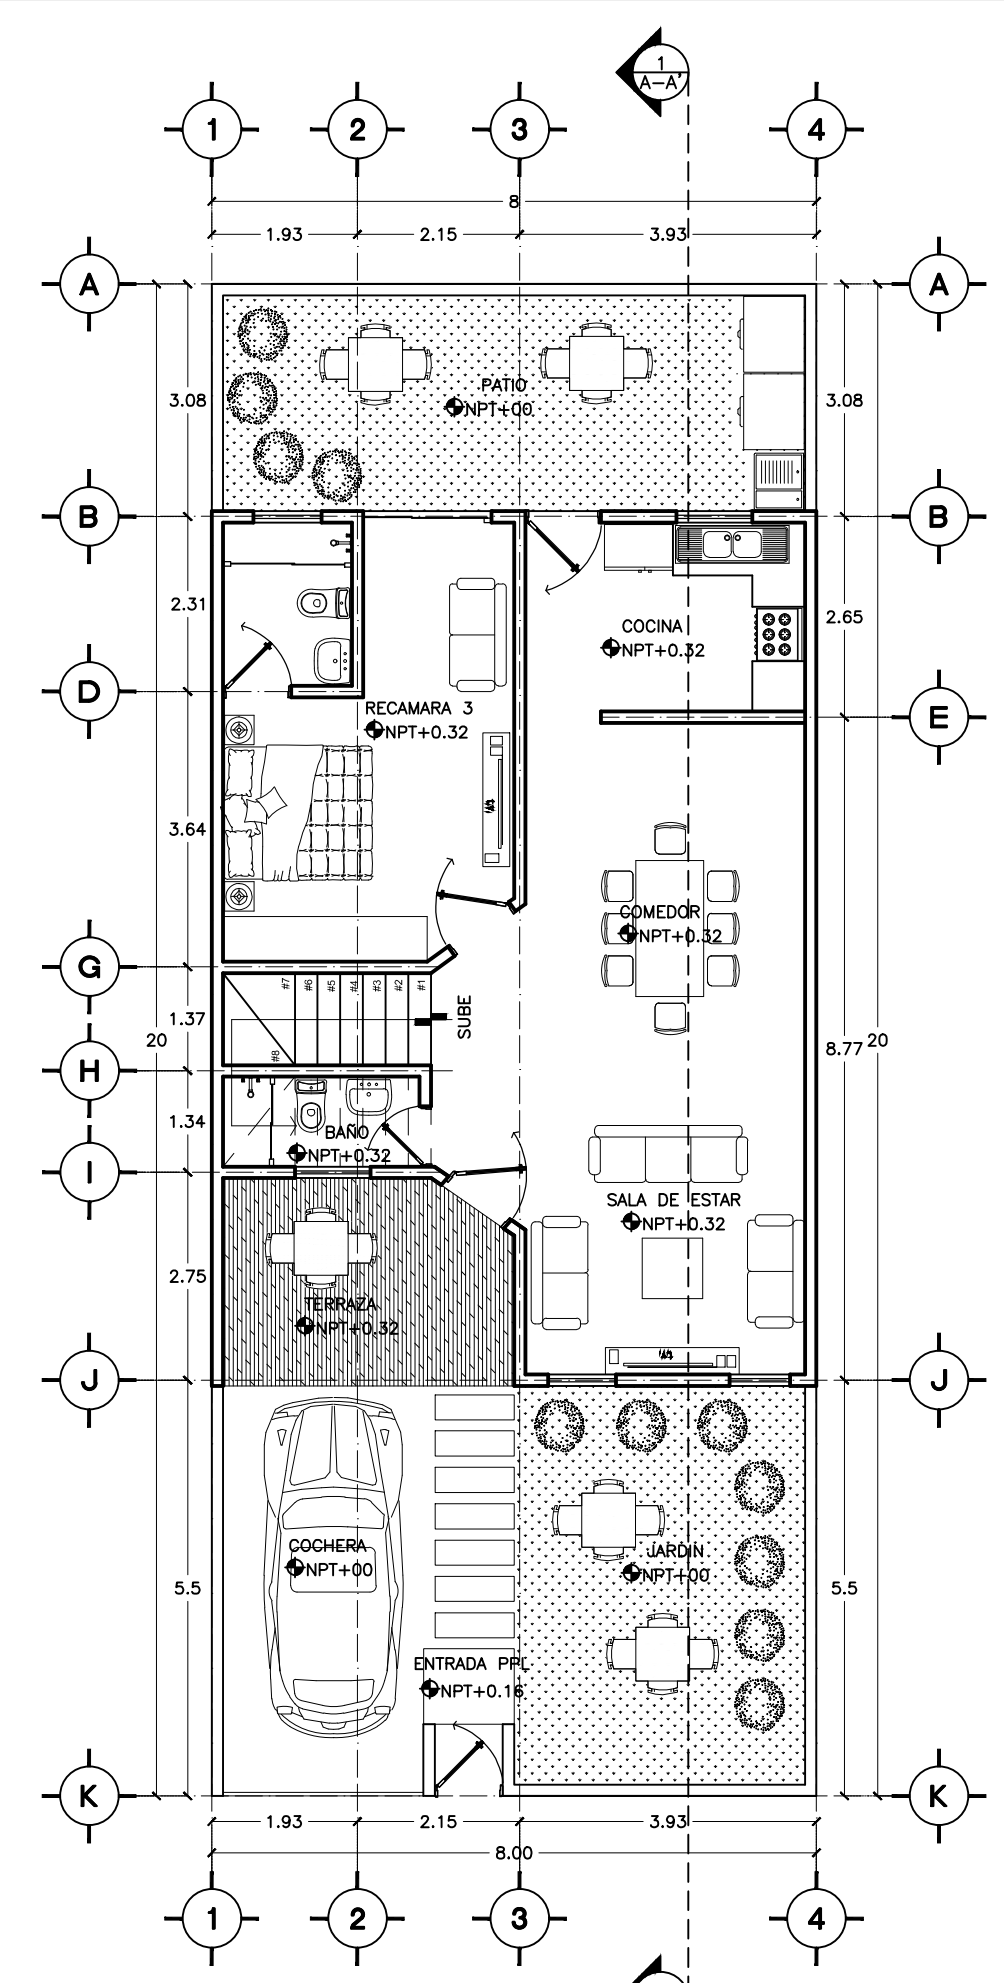 1
A-A'
1 2 3 4
8
1.93 2.15 3.93
A A
3.08 3.08
PATIO
NPT+00
B B
2.31 2.65
COCINA
NPT+0.32
D
RECAMARA 3
NPT+0.32
E
3.64
COMEDOR
NPT+0.32
G
#7 #6 #5 #4 #3 #2 #1
SUBE
1.37
20
8.77 20
#8
H
1.34
BAÑO
NPT+0.32
I
SALA DE ESTAR
NPT+0.32
2.75
TERRAZA
NPT+0.32
J J
COCHERA
NPT+00
JARDIN
NPT+00
5.5 5.5
ENTRADA PPL
NPT+0.16
K K
1.93 2.15 3.93
8.00
1 2 3 4